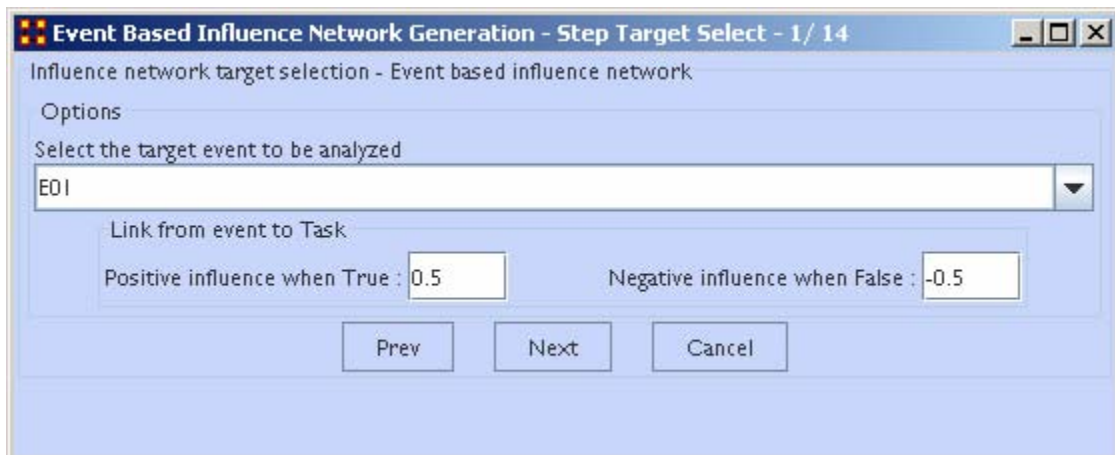 Event Based Influence Network Generation - Step Target Select - 1/ 14
Influence network target selection - Event based influence network
Options
Select the target event to be analyzed
E01
Link from event to Task
Positive influence when True : 0.5 Negative influence when False : -0.5
Prev Next Cancel